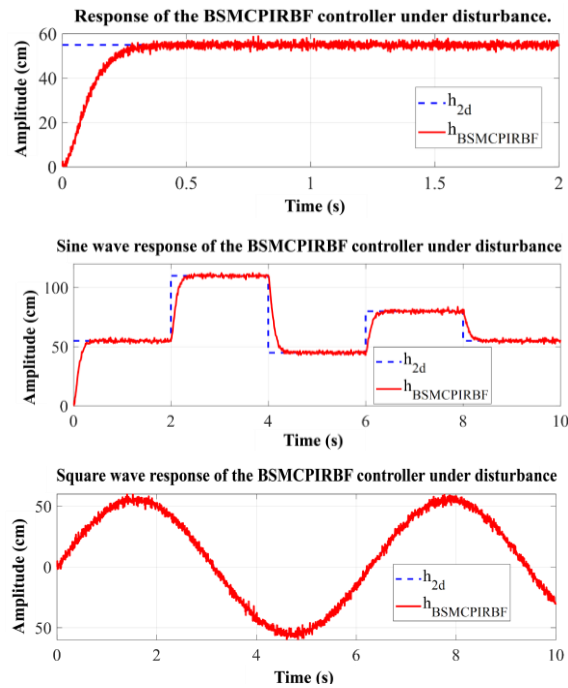 Response of the BSMCPIRBF controller under disturbance.
60
40
20
0
Amplitude (cm)
h2d
hBSMCPIRBF
0 0.5 1 1.5 2
Time (s)
Sine wave response of the BSMCPIRBF controller under disturbance
100
50
0
Amplitude (cm)
h2d
hBSMCPIRBF
0 2 4 6 8 10
Time (s)
Square wave response of the BSMCPIRBF controller under disturbance
50
0
50
Amplitude (cm)
h2d
hBSMCPIRBF
0 2 4 6 8 10
Time (s)